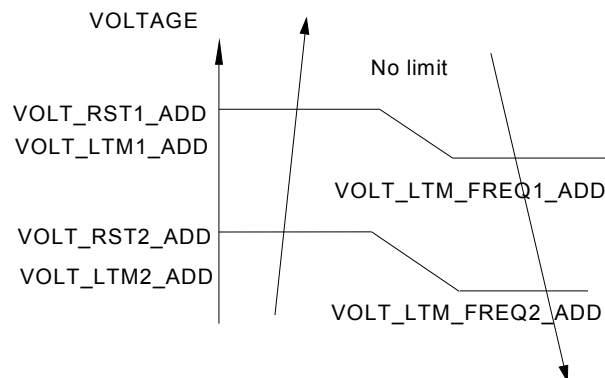 VOLTAGE
No limit
VOLT_RST1_ADD
VOLT_LTM1_ADD
VOLT_LTM_FREQ1_ADD
VOLT_RST2_ADD
VOLT_LTM2_ADD
VOLT_LTM_FREQ2_ADD